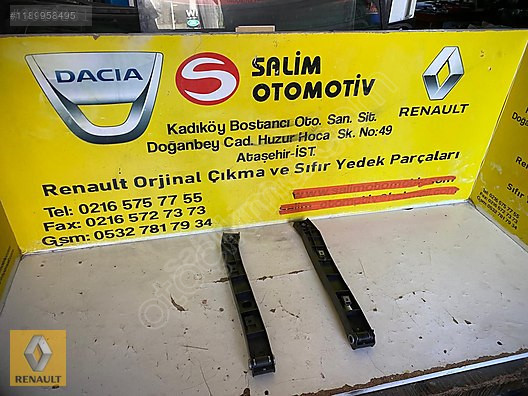 #1189958495
DACIA
SALİM
OTOMOTİV
RENAULT
Kadıköy Bostancı Oto. San. Sit.
Doğanbey Cad. Huzur Hoca Sk. No:49
Ataşehir-İST.
Renault Orjinal Çıkma ve Sıfır Yedek Parçaları
Tel: 0216 575 77 55
Fax: 0216 572 73 73
Gsm: 0532 781 79 34
RENAULT